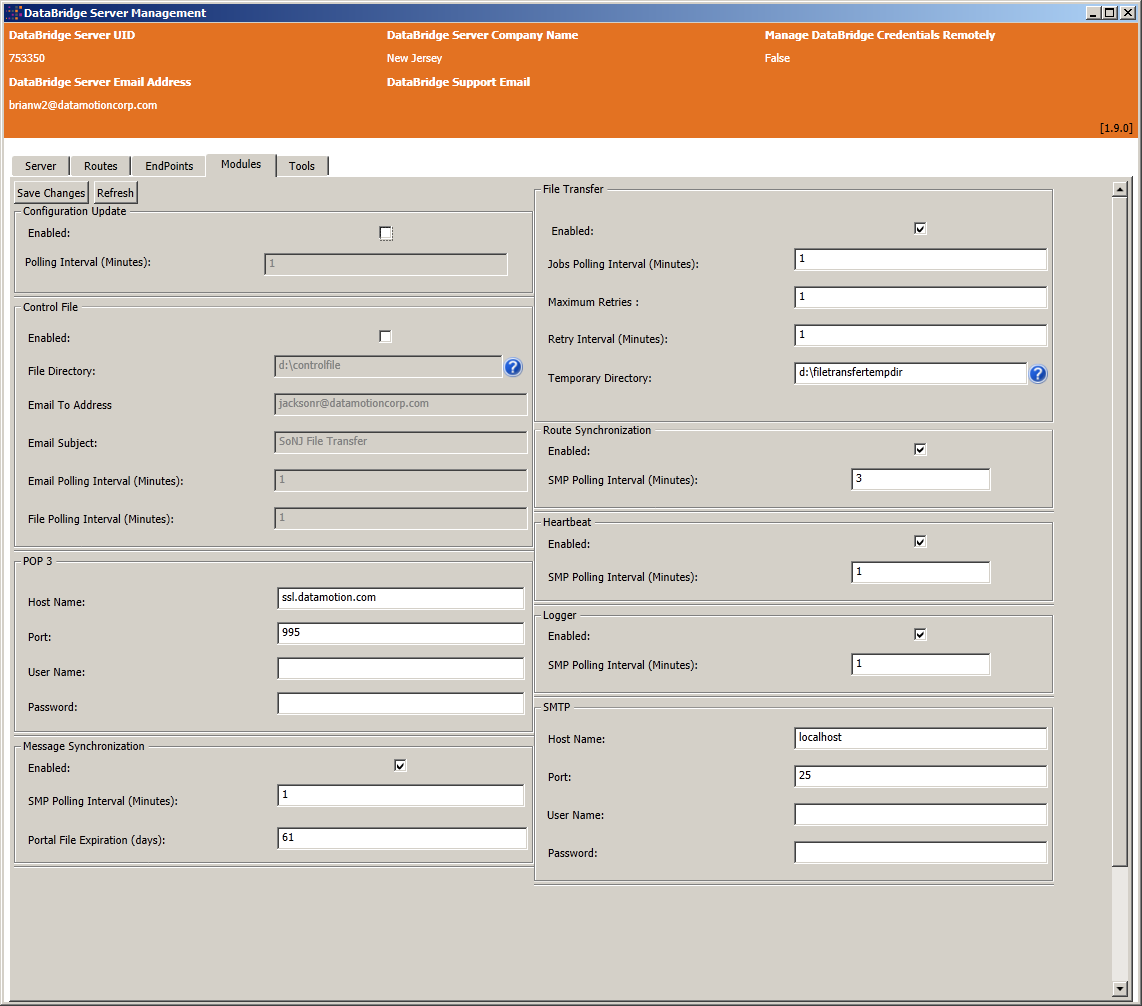 DataBridge Server Management
DataBridge Server UID
DataBridge Server Company Name
Manage DataBridge Credentials Remotely
753350
New Jersey
False
DataBridge Server Email Address
DataBridge Support Email
brianw2@datamotioncorp.com
[1.9.0]
Server
Routes
EndPoints
Modules
Tools
Save Changes
Refresh
Configuration Update
Enabled:
Polling Interval (Minutes):
1
Control File
Enabled:
File Directory:
d:\controlfile
?
Email To Address
jacksonr@datamotioncorp.com
Email Subject:
SoNJ File Transfer
Email Polling Interval (Minutes):
1
File Polling Interval (Minutes):
1
POP 3
Host Name:
ssl.datamotion.com
Port:
995
User Name:
Password:
Message Synchronization
Enabled:
SMP Polling Interval (Minutes):
1
Portal File Expiration (days):
61
File Transfer
Enabled:
Jobs Polling Interval (Minutes):
1
Maximum Retries :
1
Retry Interval (Minutes):
1
Temporary Directory:
d:\filetransfertempdir
?
Route Synchronization
Enabled:
SMP Polling Interval (Minutes):
3
Heartbeat
Enabled:
SMP Polling Interval (Minutes):
1
Logger
Enabled:
SMP Polling Interval (Minutes):
1
SMTP
Host Name:
localhost
Port:
25
User Name:
Password: